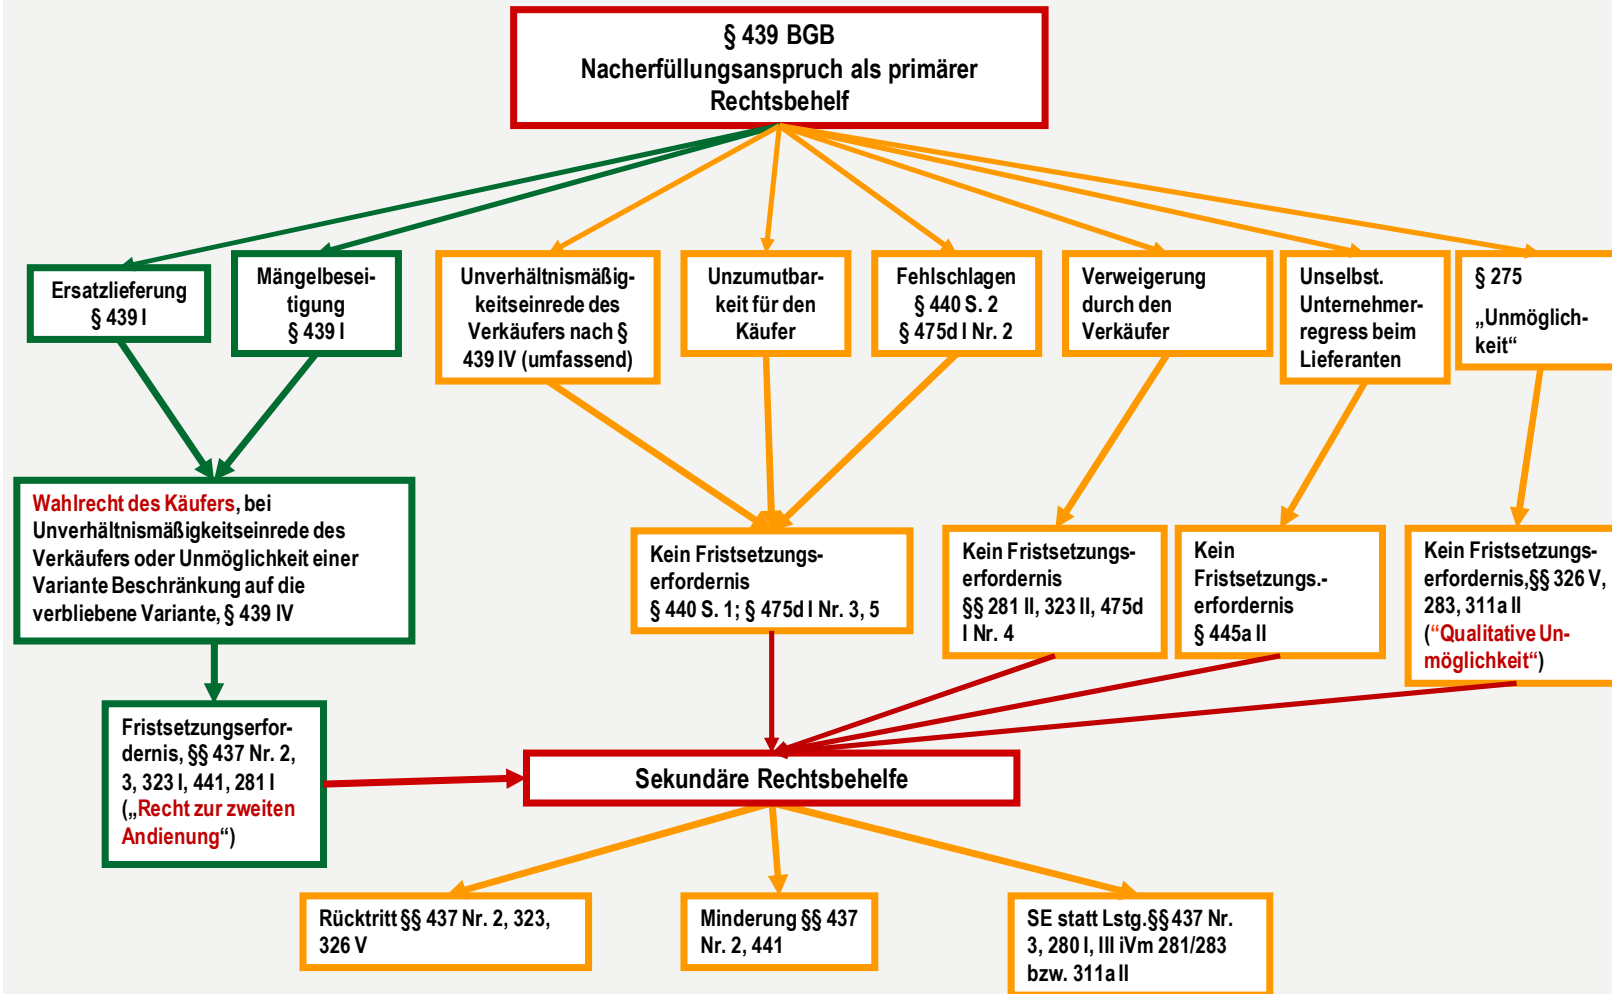 § 439 BGB
Nacherfüllungsanspruch als primärer
Rechtsbehelf
Ersatzlieferung
§ 439 I
Mängelbesei-
tigung
§ 439 I
Unverhältnismäßig-
keitseinrede des
Verkäufers nach §
439 IV (umfassend)
Unzumutbar-
keit für den
Käufer
Fehlschlagen
§ 440 S. 2
§ 475d I Nr. 2
Verweigerung
durch den
Verkäufer
Unselbst.
Unternehmer-
regress beim
Lieferanten
§ 275
„Unmöglich-
keit“
Wahlrecht des Käufers, bei
Unverhältnismäßigkeitseinrede des
Verkäufers oder Unmöglichkeit einer
Variante Beschränkung auf die
verbliebene Variante, § 439 IV
Kein Fristsetzungs-
erfordernis
§ 440 S. 1; § 475d I Nr. 3, 5
Kein Fristsetzungs-
erfordernis
§§ 281 II, 323 II, 475d
I Nr. 4
Kein
Fristsetzungs.-
erfordernis
§ 445a II
Kein Fristsetzungs-
erfordernis,§§ 326 V,
283, 311a II
(“Qualitative Un-
möglichkeit“)
Fristsetzungserfor-
dernis, §§ 437 Nr. 2,
3, 323 I, 441, 281 I
(„Recht zur zweiten
Andienung“)
Sekundäre Rechtsbehelfe
Rücktritt §§ 437 Nr. 2, 323,
326 V
Minderung §§ 437
Nr. 2, 441
SE statt Lstg.§§ 437 Nr.
3, 280 I, III iVm 281/283
bzw. 311a II